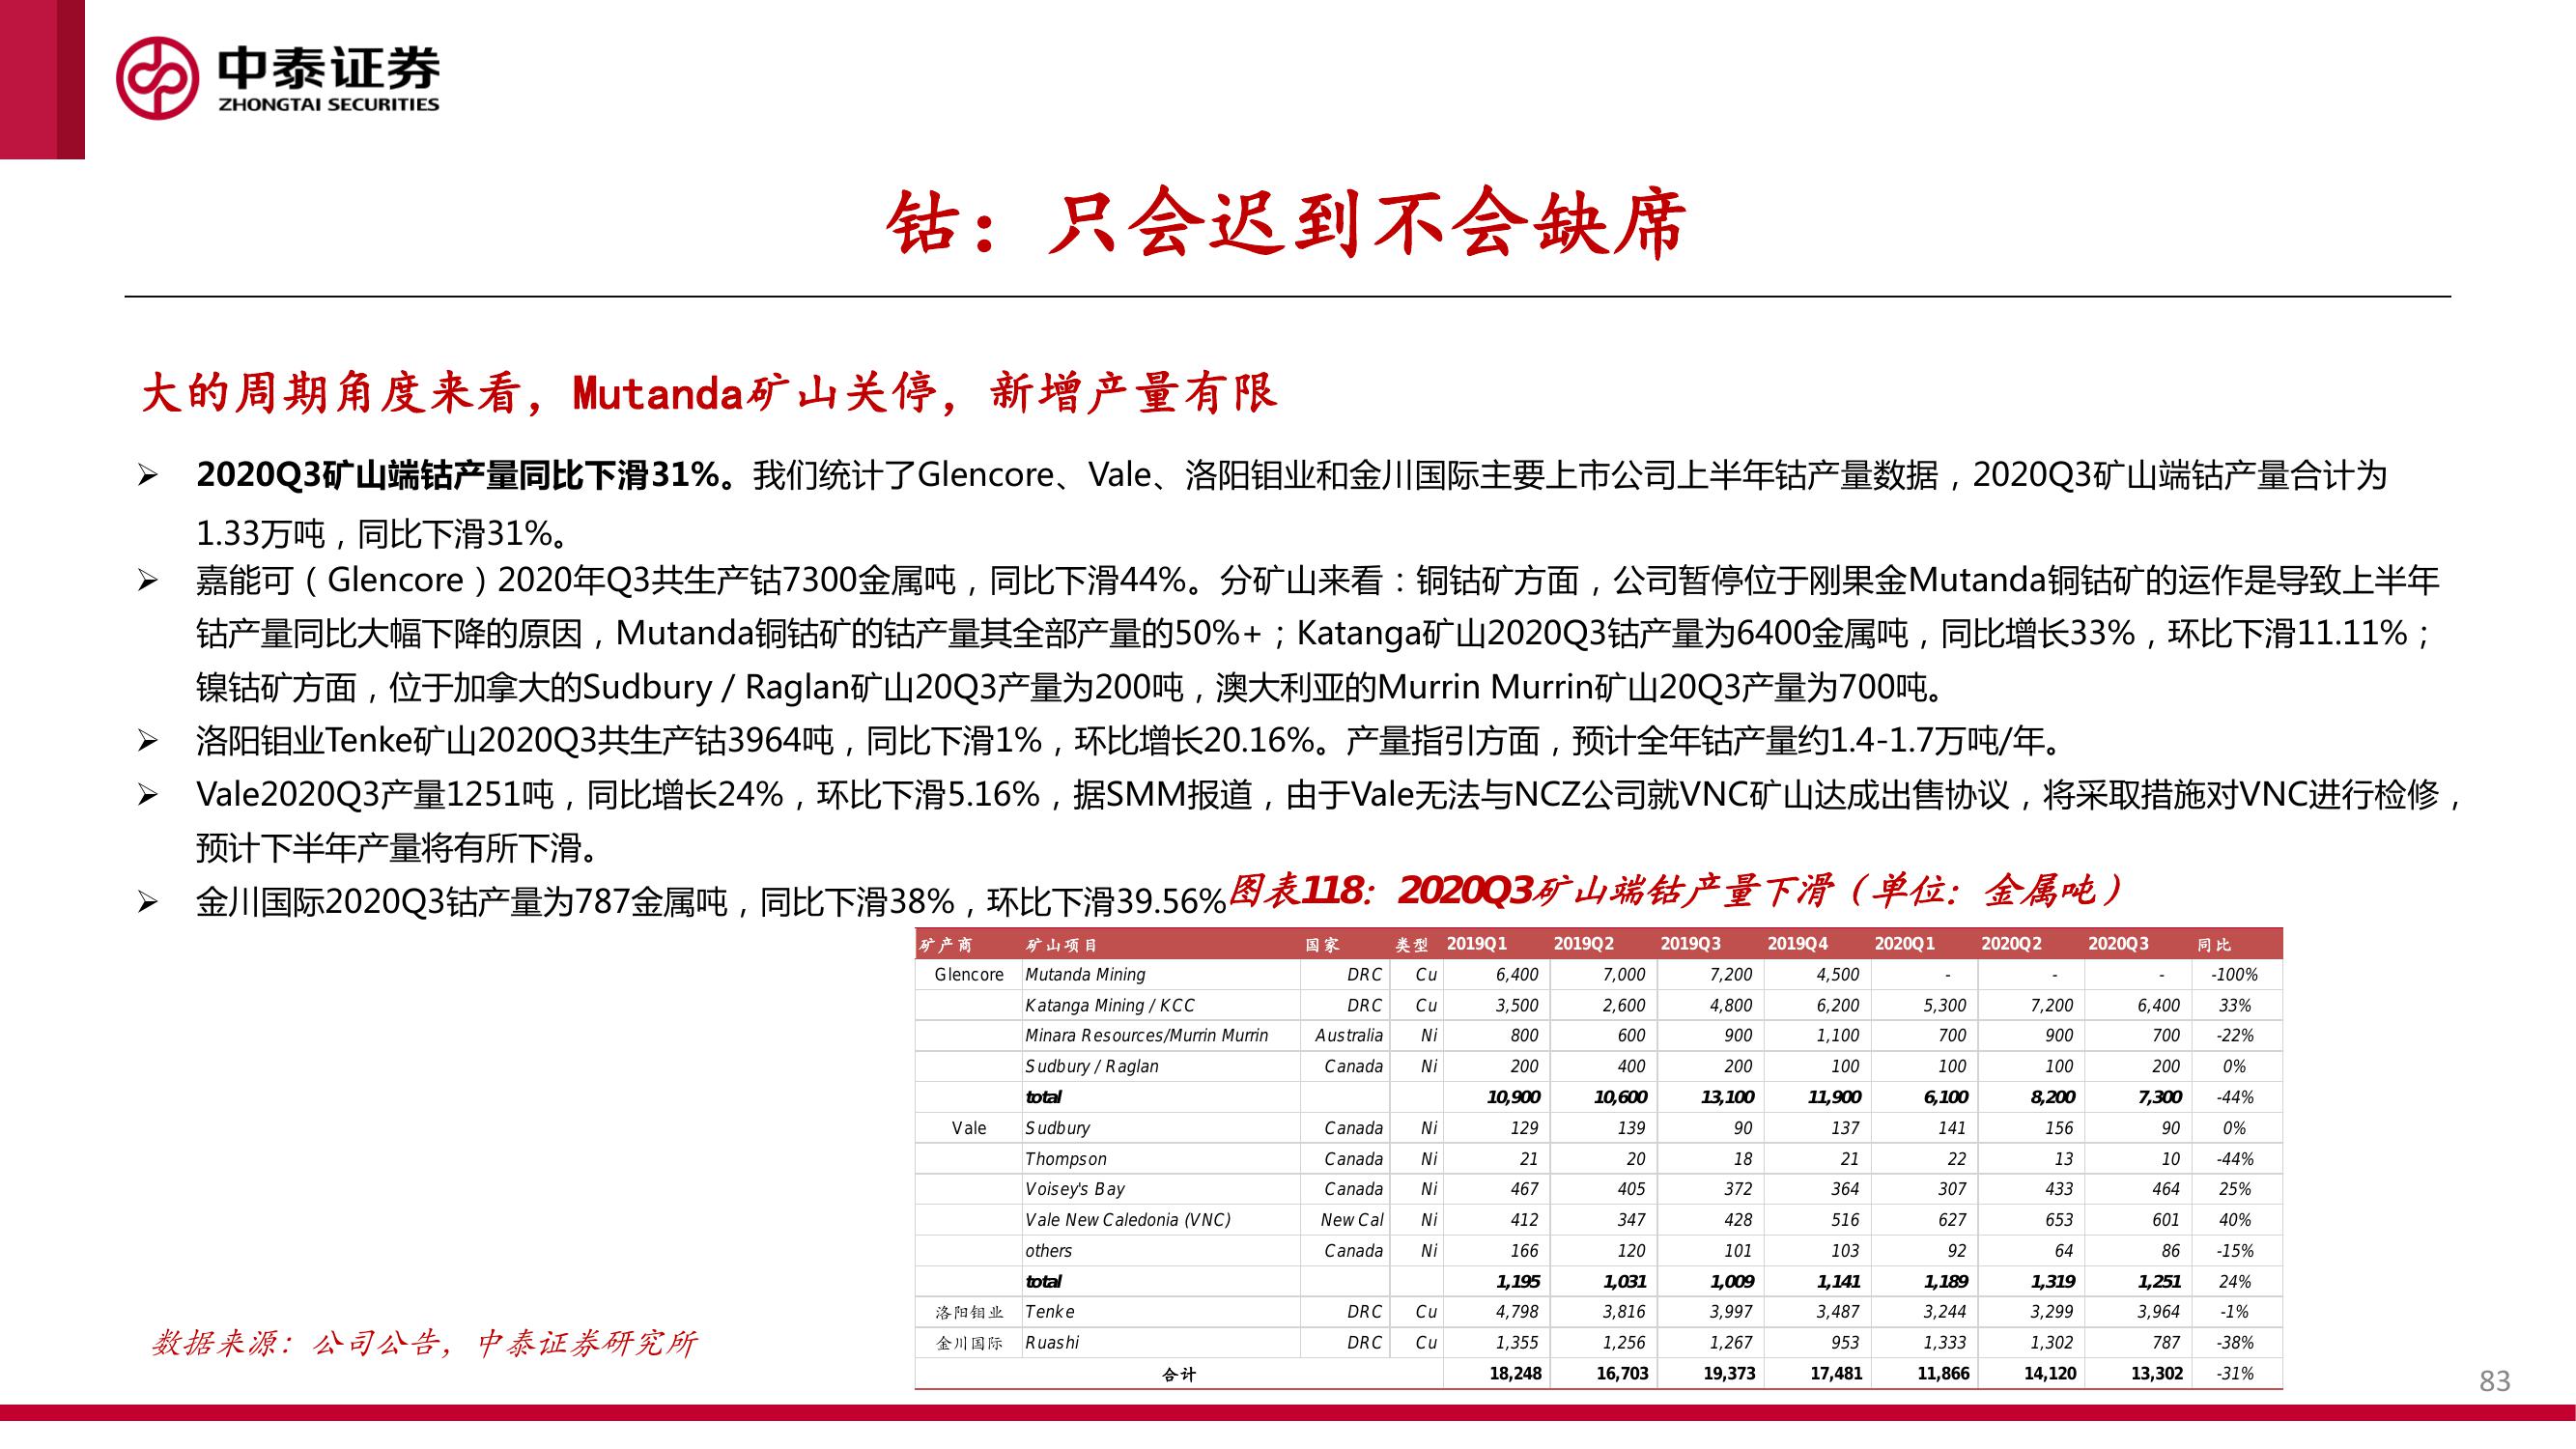 中泰证券
ZHONGTAI SECURITIES
钴：只会迟到不会缺席
大的周期角度来看，Mutanda矿山关停，新增产量有限
➢ 2020Q3矿山端钴产量同比下滑31%。我们统计了Glencore、Vale、洛阳钼业和金川国际主要上市公司上半年钴产量数据，2020Q3矿山端钴产量合计为
1.33万吨，同比下滑31%。
➢ 嘉能可（Glencore）2020年Q3共生产钴7300金属吨，同比下滑44%。分矿山来看：铜钴矿方面，公司暂停位于刚果金Mutanda铜钴矿的运作是导致上半年
钴产量同比大幅下降的原因，Mutanda铜钴矿的钴产量其全部产量的50%+；Katanga矿山2020Q3钴产量为6400金属吨，同比增长33%，环比下滑11.11%；
镍钴矿方面，位于加拿大的Sudbury / Raglan矿山20Q3产量为200吨，澳大利亚的Murrin Murrin矿山20Q3产量为700吨。
➢ 洛阳钼业Tenke矿山2020Q3共生产钴3964吨，同比下滑1%，环比增长20.16%。产量指引方面，预计全年钴产量约1.4-1.7万吨/年。
➢ Vale2020Q3产量1251吨，同比增长24%，环比下滑5.16%，据SMM报道，由于Vale无法与NCZ公司就VNC矿山达成出售协议，将采取措施对VNC进行检修，
预计下半年产量将有所下滑。
➢ 金川国际2020Q3钴产量为787金属吨，同比下滑38%，环比下滑39.56%
图表118：2020Q3矿山端钴产量下滑（单位：金属吨）
矿产商 矿山项目 国家 类型 2019Q1 2019Q2 2019Q3 2019Q4 2020Q1 2020Q2 2020Q3 同比
Glencore Mutanda Mining DRC Cu 6,400 7,000 7,200 4,500 - - - -100%
Katanga Mining / KCC DRC Cu 3,500 2,600 4,800 6,200 5,300 7,200 6,400 33%
Minara Resources/Murrin Murrin Australia Ni 800 600 900 1,100 700 900 700 -22%
Sudbury / Raglan Canada Ni 200 400 200 100 100 100 200 0%
total 10,900 10,600 13,100 11,900 6,100 8,200 7,300 -44%
Vale Sudbury Canada Ni 129 139 90 137 141 156 90 0%
Thompson Canada Ni 21 20 18 21 22 13 10 -44%
Voisey's Bay Canada Ni 467 405 372 364 307 433 464 25%
Vale New Caledonia (VNC) New Cal Ni 412 347 428 516 627 653 601 40%
others Canada Ni 166 120 101 103 92 64 86 -15%
total 1,195 1,031 1,009 1,141 1,189 1,319 1,251 24%
洛阳钼业 Tenke DRC Cu 4,798 3,816 3,997 3,487 3,244 3,299 3,964 -1%
金川国际 Ruashi DRC Cu 1,355 1,256 1,267 953 1,333 1,302 787 -38%
合计 18,248 16,703 19,373 17,481 11,866 14,120 13,302 -31%
数据来源：公司公告，中泰证券研究所
83